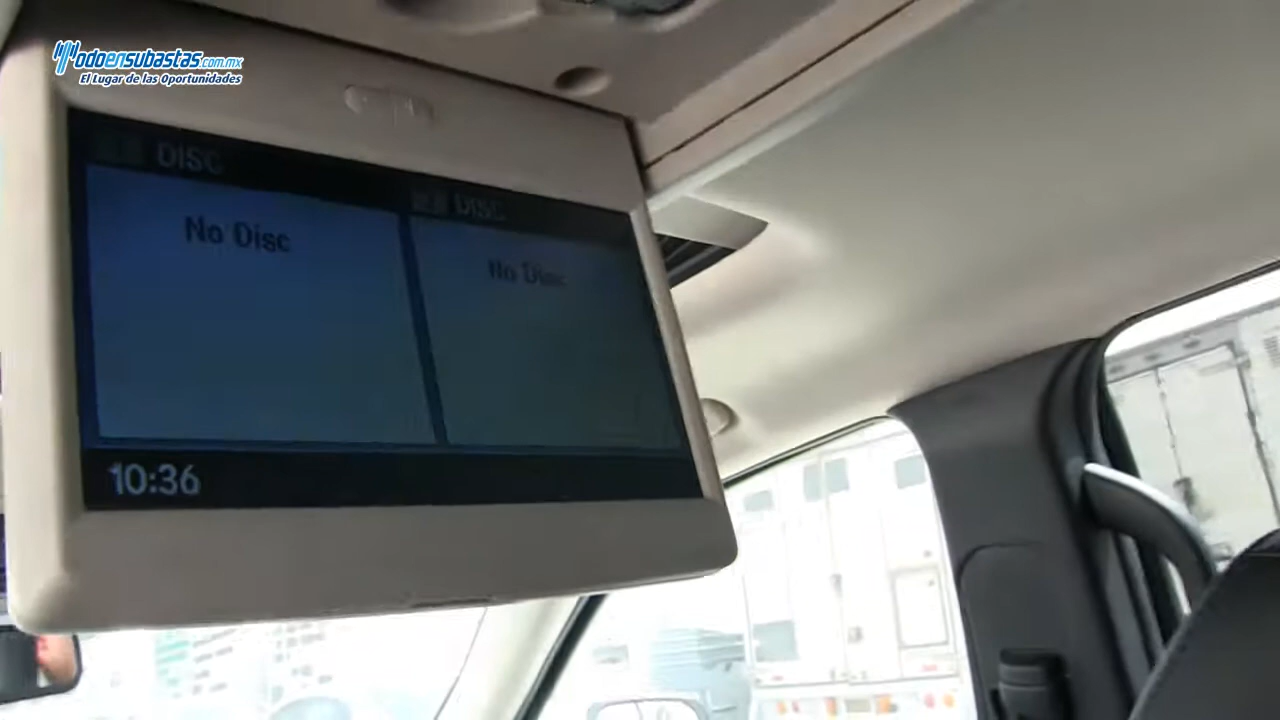 Todoensubastas.com.mx
El Lugar de las Oportunidades
DISC
DISC
No Disc
No Disc
10:36